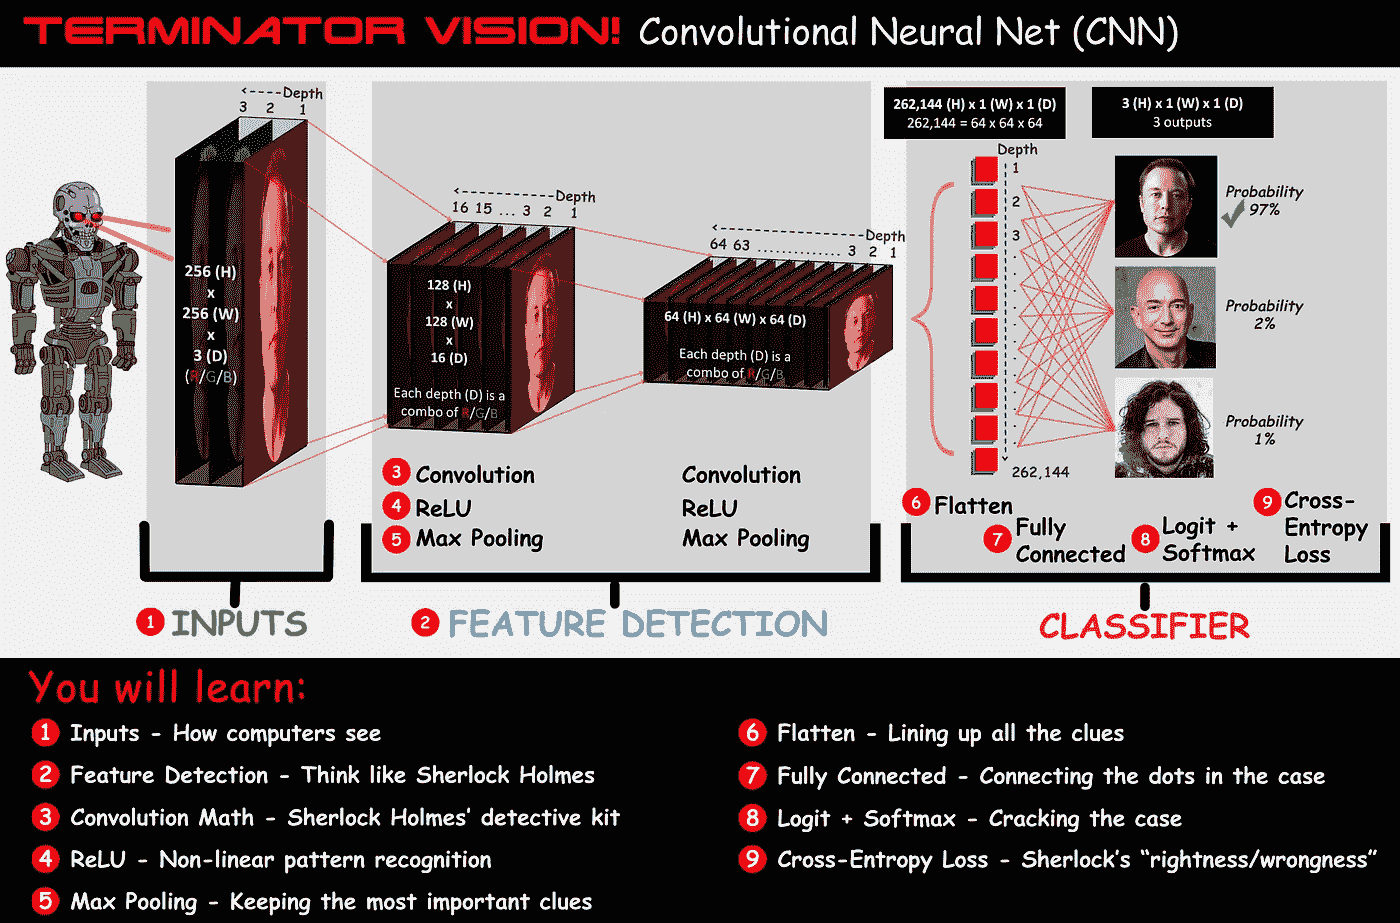 TERMINATOR VISION! Convolutional Neural Net (CNN)
<----Depth
3 2 1
256 (H)
x
256 (W)
x
3 (D)
(R/G/B)
<--------------Depth
16 15 ... 3 2 1
128 (H)
x
128 (W)
x
16 (D)
Each depth (D) is a
combo of R/G/B
<--------------------Depth
64 63 .............. 3 2 1
64 (H) x 64 (W) x 64 (D)
Each depth (D) is a
combo of R/G/B
262,144 (H) x 1 (W) x 1 (D)
262,144 = 64 x 64 x 64
3 (H) x 1 (W) x 1 (D)
3 outputs
Depth
1
2
3
262,144
Probability
97%
Probability
2%
Probability
1%
3 Convolution
4 ReLU
5 Max Pooling
Convolution
ReLU
Max Pooling
6 Flatten
7 Fully
Connected
8 Logit +
Softmax
9 Cross-
Entropy
Loss
1 INPUTS
2 FEATURE DETECTION
CLASSIFIER
You will learn:
1 Inputs - How computers see
2 Feature Detection - Think like Sherlock Holmes
3 Convolution Math - Sherlock Holmes' detective kit
4 ReLU - Non-linear pattern recognition
5 Max Pooling - Keeping the most important clues
6 Flatten - Lining up all the clues
7 Fully Connected - Connecting the dots in the case
8 Logit + Softmax - Cracking the case
9 Cross-Entropy Loss - Sherlock's "rightness/wrongness"